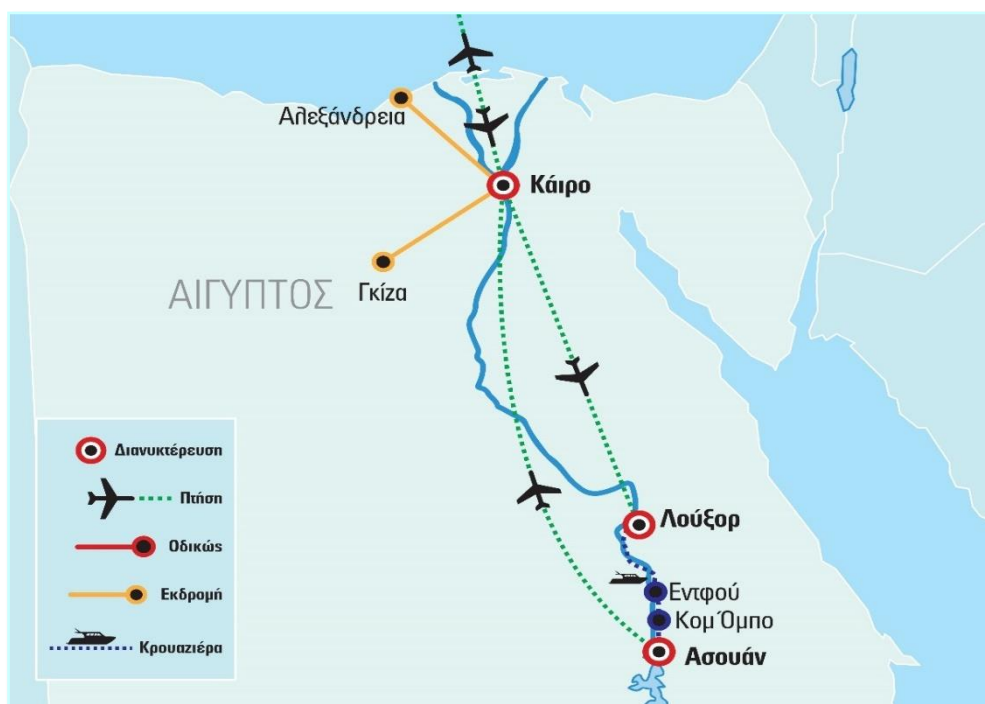 Αλεξάνδρεια
Κάιρο
Γκίζα
ΑΙΓΥΠΤΟΣ
Διανυκτέρευση
Πτήση
Οδικώς
Εκδρομή
Κρουαζιέρα
Λούξορ
Εντφού
Κομ Όμπο
Ασουάν